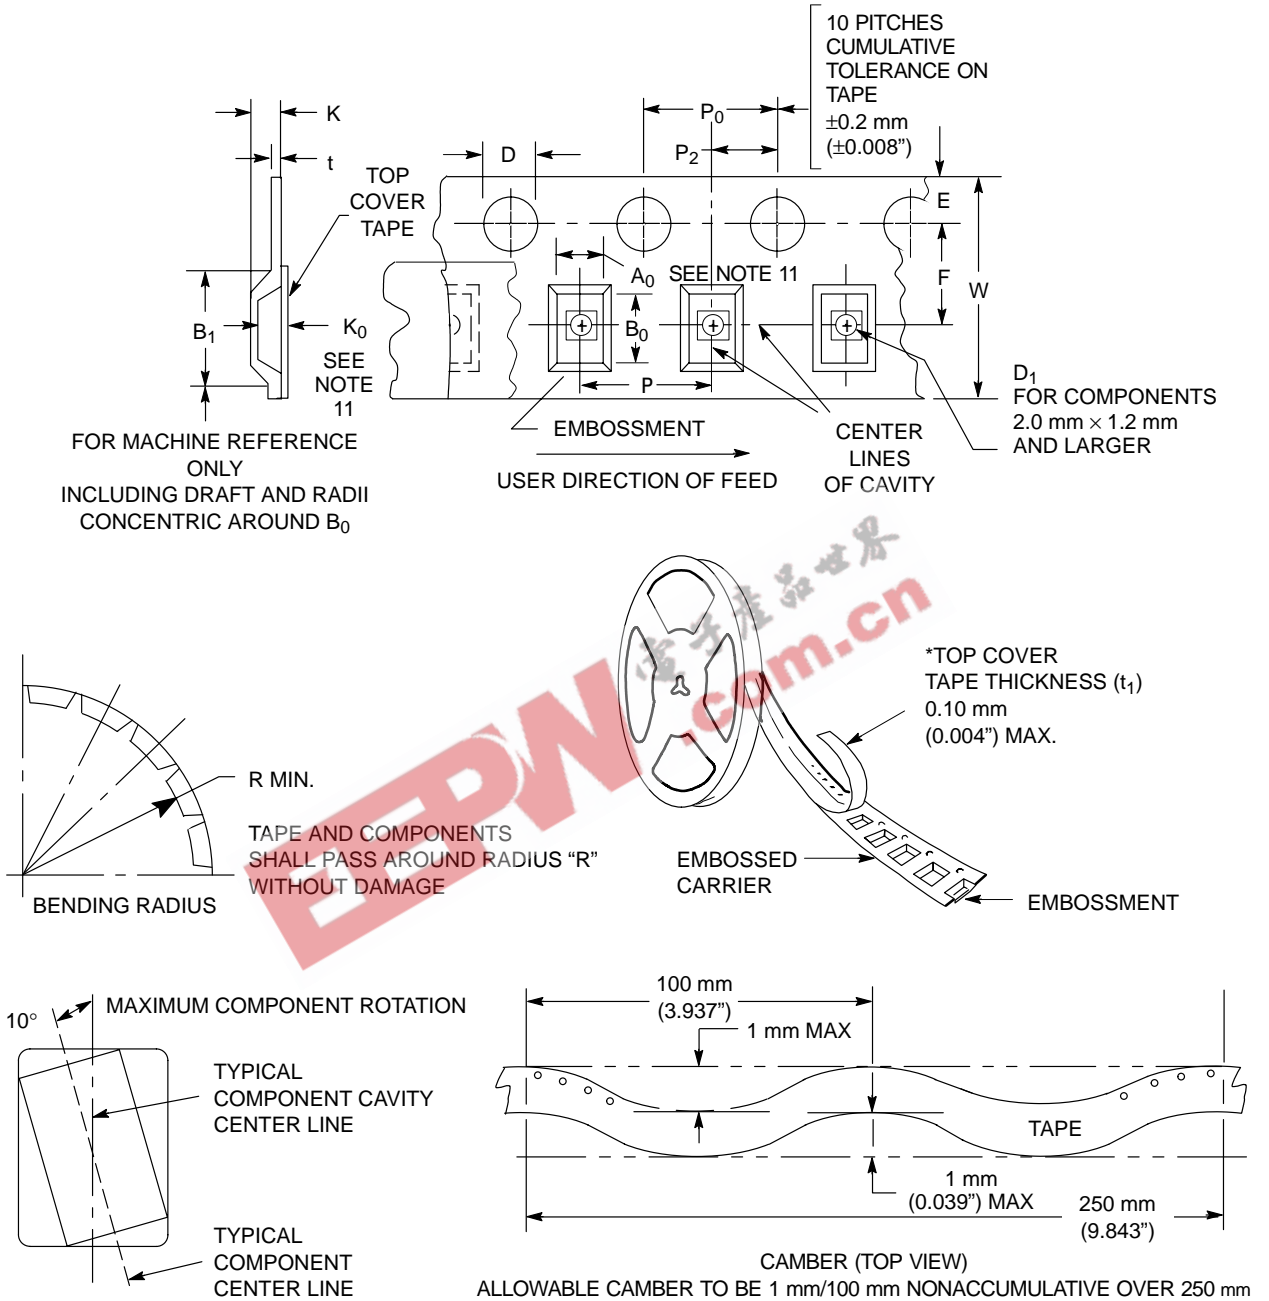 10 PITCHES
CUMULATIVE
TOLERANCE ON
TAPE
±0.2 mm
(±0.008")
K
t
D
P0
P2
E
TOP
COVER
TAPE
A0
SEE NOTE 11
F
W
B1
K0
B0
SEE
NOTE
11
P
D1
FOR COMPONENTS
2.0 mm × 1.2 mm
AND LARGER
EMBOSSMENT
CENTER
LINES
OF CAVITY
FOR MACHINE REFERENCE
ONLY
INCLUDING DRAFT AND RADII
CONCENTRIC AROUND B0
USER DIRECTION OF FEED
電子產品世界
EEPW.com.cn
*TOP COVER
TAPE THICKNESS (t1)
0.10 mm
(0.004") MAX.
R MIN.
TAPE AND COMPONENTS
SHALL PASS AROUND RADIUS “R”
WITHOUT DAMAGE
BENDING RADIUS
EMBOSSED
CARRIER
EMBOSSMENT
10°
MAXIMUM COMPONENT ROTATION
TYPICAL
COMPONENT CAVITY
CENTER LINE
TYPICAL
COMPONENT
CENTER LINE
100 mm
(3.937")
1 mm MAX
TAPE
1 mm
(0.039") MAX
250 mm
(9.843")
CAMBER (TOP VIEW)
ALLOWABLE CAMBER TO BE 1 mm/100 mm NONACCUMULATIVE OVER 250 mm